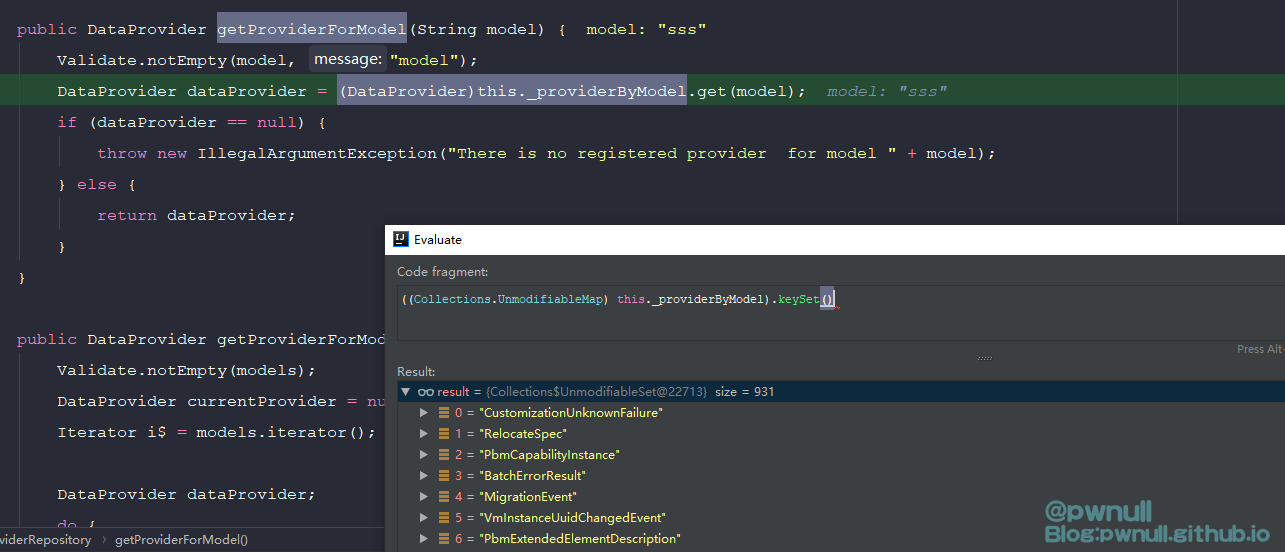 public DataProvider getProviderForModel(String model) {  model: "sss"
Validate.notEmpty(model, message: "model");
DataProvider dataProvider = (DataProvider)this._providerByModel.get(model);  model: "sss"
if (dataProvider == null) {
throw new IllegalArgumentException("There is no registered provider  for model " + model);
} else {
return dataProvider;
}
}
public DataProvider getProviderForMod
Validate.notEmpty(models);
DataProvider currentProvider = nu
Iterator i$ = models.iterator();
DataProvider dataProvider;
do {
viderRepository › getProviderForModel()
Evaluate
Code fragment:
((Collections.UnmodifiableMap) this._providerByModel).keySet()
Press Alt-
Result:
result = {Collections$UnmodifiableSet@22713} size = 931
0 = "CustomizationUnknownFailure"
1 = "RelocateSpec"
2 = "PbmCapabilityInstance"
3 = "BatchErrorResult"
4 = "MigrationEvent"
5 = "VmInstanceUuidChangedEvent"
6 = "PbmExtendedElementDescription"
@pwnull
Blog:pwnull.github.io